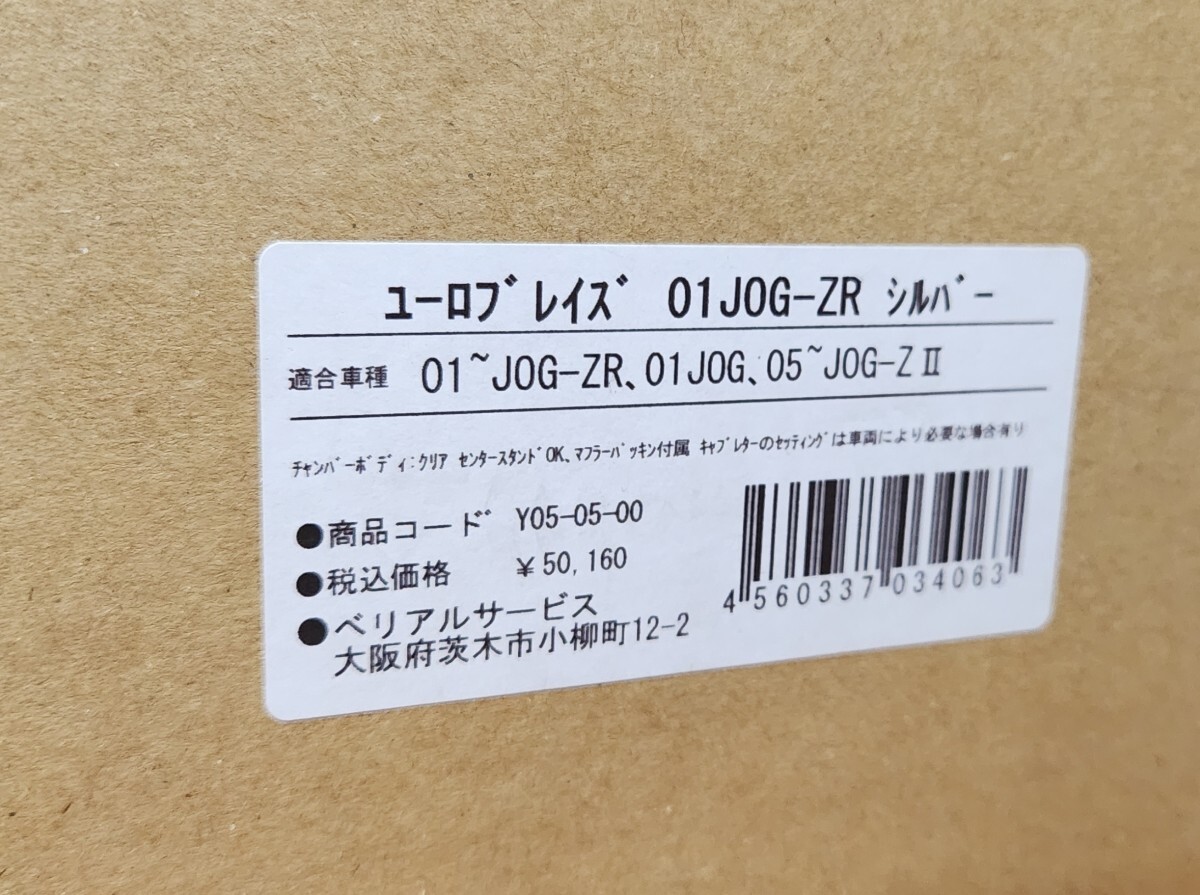 ﾕｰﾛﾌﾞﾚｲｽﾞ 01JOG-ZR ｼﾙﾊﾞｰ
適合車種 01~JOG-ZR、01JOG、05~JOG-ZⅡ
ﾁｬﾝﾊﾞｰﾎﾞﾃﾞｨ:ｸﾘｱ ｾﾝﾀｰｽﾀﾝﾄﾞOK、ﾏﾌﾗｰﾊﾟｯｷﾝ付属 ｷｬﾌﾞﾚﾀｰのｾｯﾃｨﾝｸﾞは車両により必要な場合有り
●商品コード Y05-05-00
●税込価格 ￥50,160
●ベリアルサービス
大阪府茨木市小柳町12-2
4560337034063